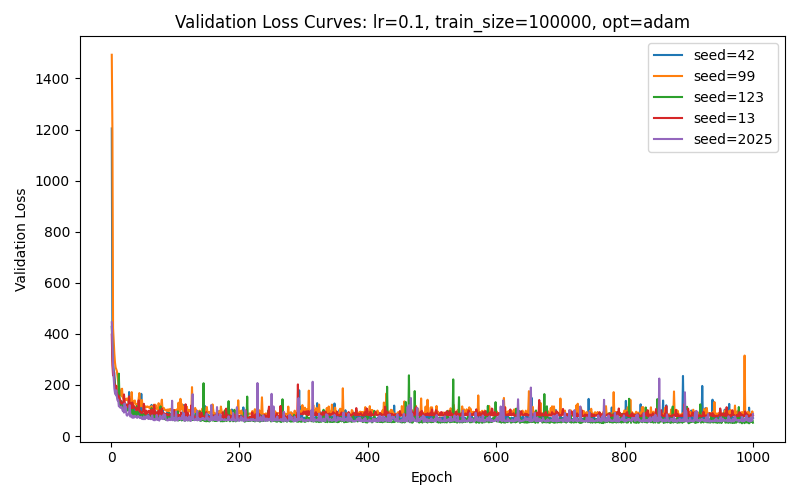 Validation Loss Curves: lr=0.1, train_size=100000, opt=adam
seed=42
seed=99
seed=123
seed=13
seed=2025
Validation Loss
1400
1200
1000
800
600
400
200
0
0 200 400 600 800 1000
Epoch